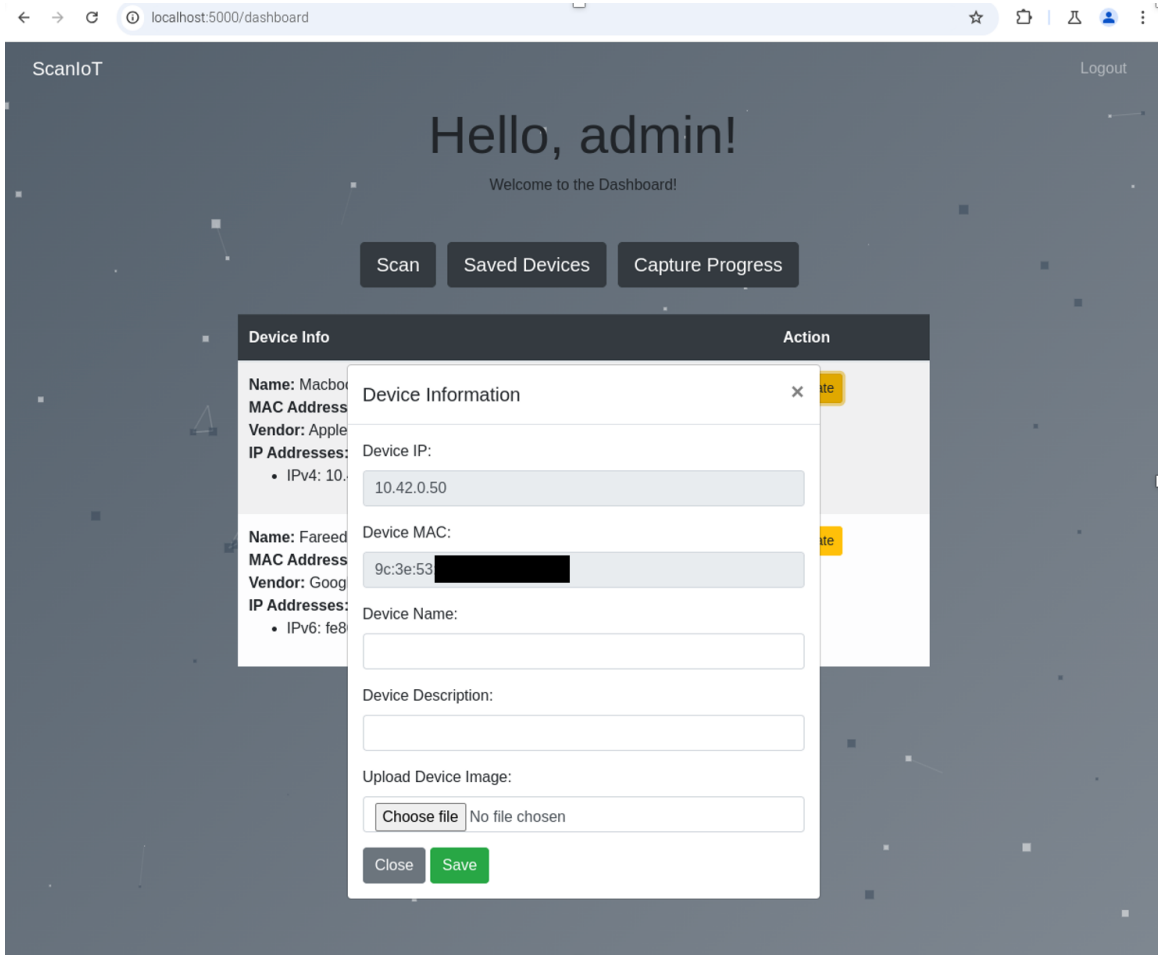 localhost:5000/dashboard
ScanIoT
Logout
Hello, admin!
Welcome to the Dashboard!
Scan Saved Devices Capture Progress
Device Info Action
Name:
MAC Address
Vendor: Apple
IP Addresses:
• IPv4: 10.
Name: Fareed
MAC Address
Vendor: Goog
IP Addresses:
• IPv6: fe8
Device Information ×
Device IP:
10.42.0.50
Device MAC:
9c:3e:53
Device Name:
Device Description:
Upload Device Image:
Choose file No file chosen
Close Save